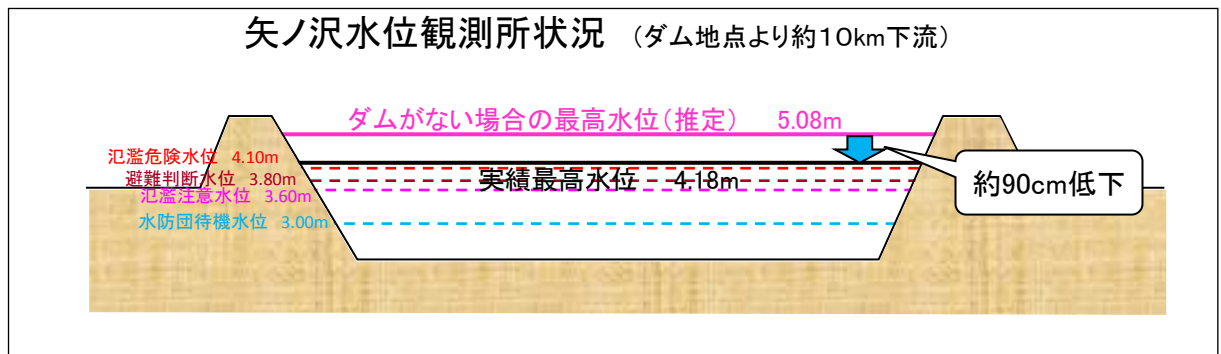 矢ノ沢水位観測所状況 （ダム地点より約１０km下流）
ダムがない場合の最高水位（推定） 5.08m
氾濫危険水位 4.10m
避難判断水位 3.80m
実績最高水位 4.18m
約90cm低下
氾濫注意水位 3.60m
水防団待機水位 3.00m